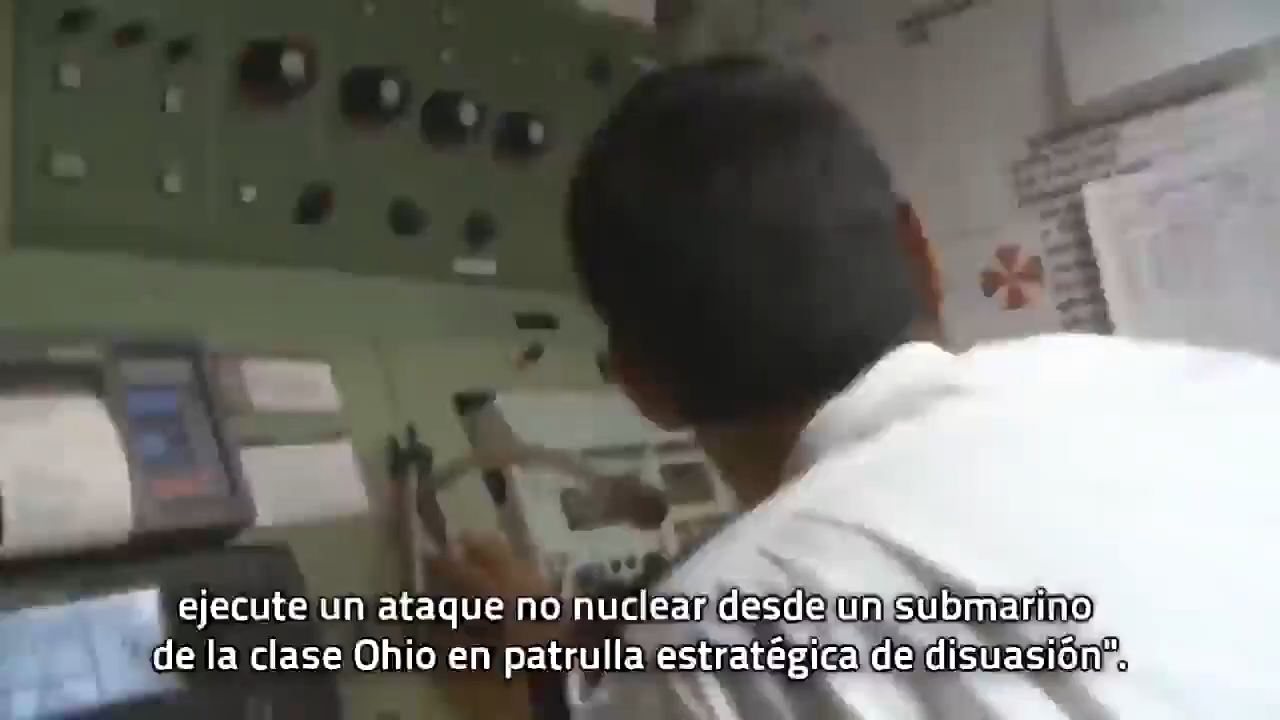 ejecute un ataque no nuclear desde un submarino
de la clase Ohio en patrulla estratégica de disuasión".